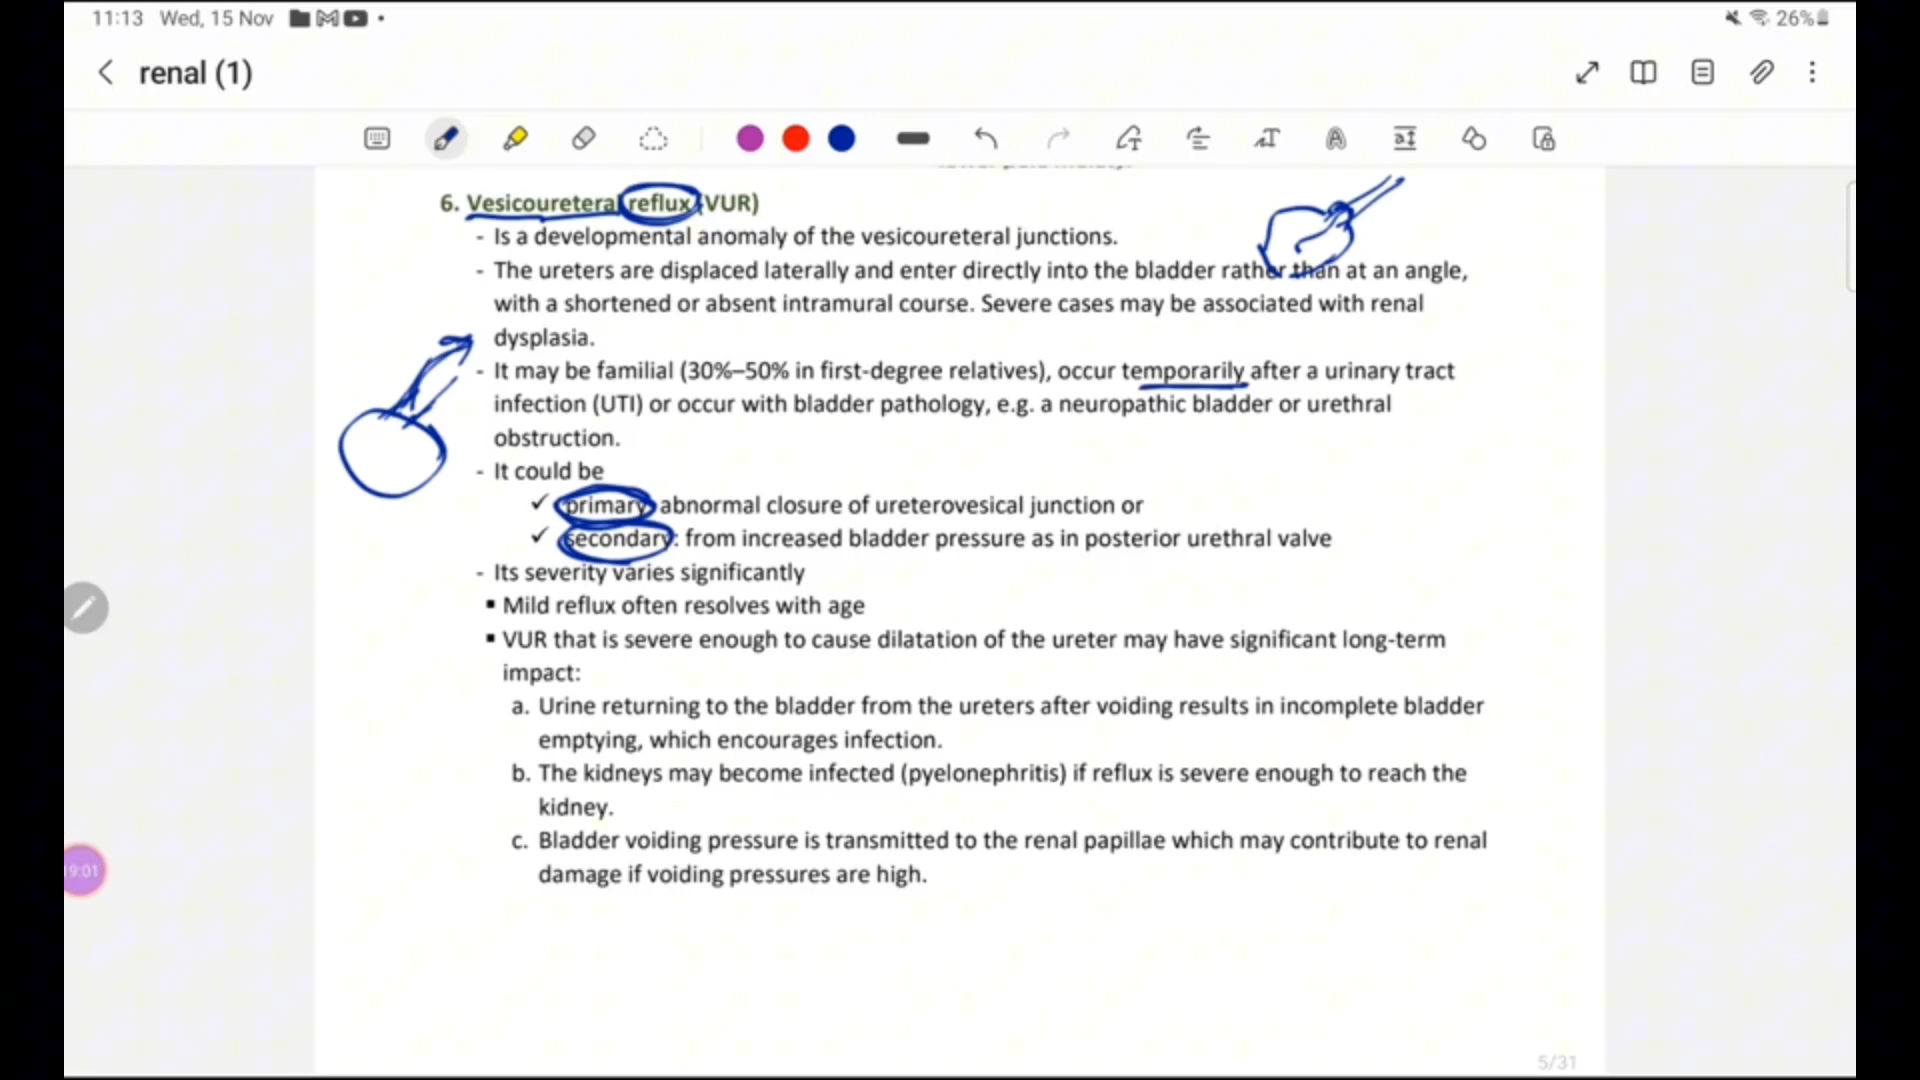 11:13 Wed, 15 Nov
26%
renal (1)
6. Vesicoureteral reflux (VUR)
- Is a developmental anomaly of the vesicoureteral junctions.
- The ureters are displaced laterally and enter directly into the bladder rather than at an angle,
with a shortened or absent intramural course. Severe cases may be associated with renal
dysplasia.
- It may be familial (30%–50% in first-degree relatives), occur temporarily after a urinary tract
infection (UTI) or occur with bladder pathology, e.g. a neuropathic bladder or urethral
obstruction.
- It could be
✓ primary: abnormal closure of ureterovesical junction or
✓ secondary: from increased bladder pressure as in posterior urethral valve
- Its severity varies significantly
▪ Mild reflux often resolves with age
▪ VUR that is severe enough to cause dilatation of the ureter may have significant long-term
impact:
a. Urine returning to the bladder from the ureters after voiding results in incomplete bladder
emptying, which encourages infection.
b. The kidneys may become infected (pyelonephritis) if reflux is severe enough to reach the
kidney.
c. Bladder voiding pressure is transmitted to the renal papillae which may contribute to renal
damage if voiding pressures are high.
19:01
5/31